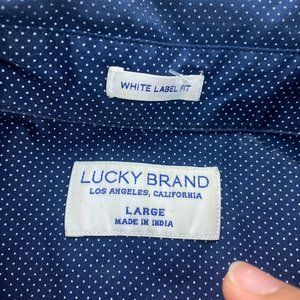 WHITE LABEL FIT
LUCKY BRAND
LOS ANGELES, CALIFORNIA
LARGE
MADE IN INDIA